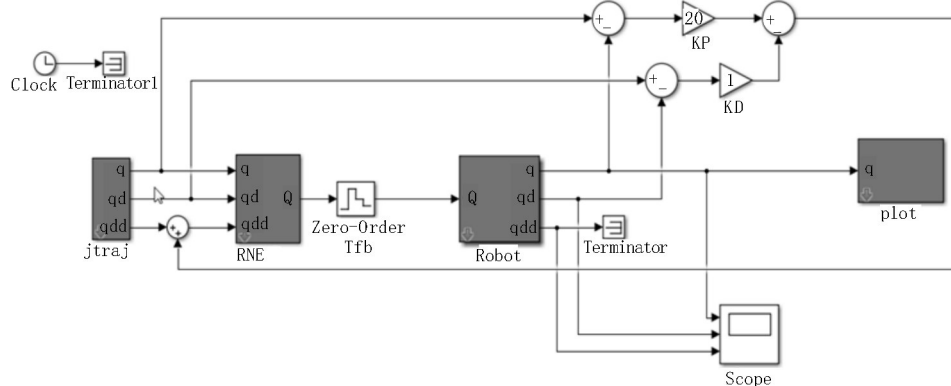 20
KP
Clock
Terminator1
1
KD
q
qd
qdd
jtraj
q
qd
qdd
Q
RNE
Zero-Order
Tfb
Q
q
qd
qdd
Robot
Terminator
q
plot
Scope